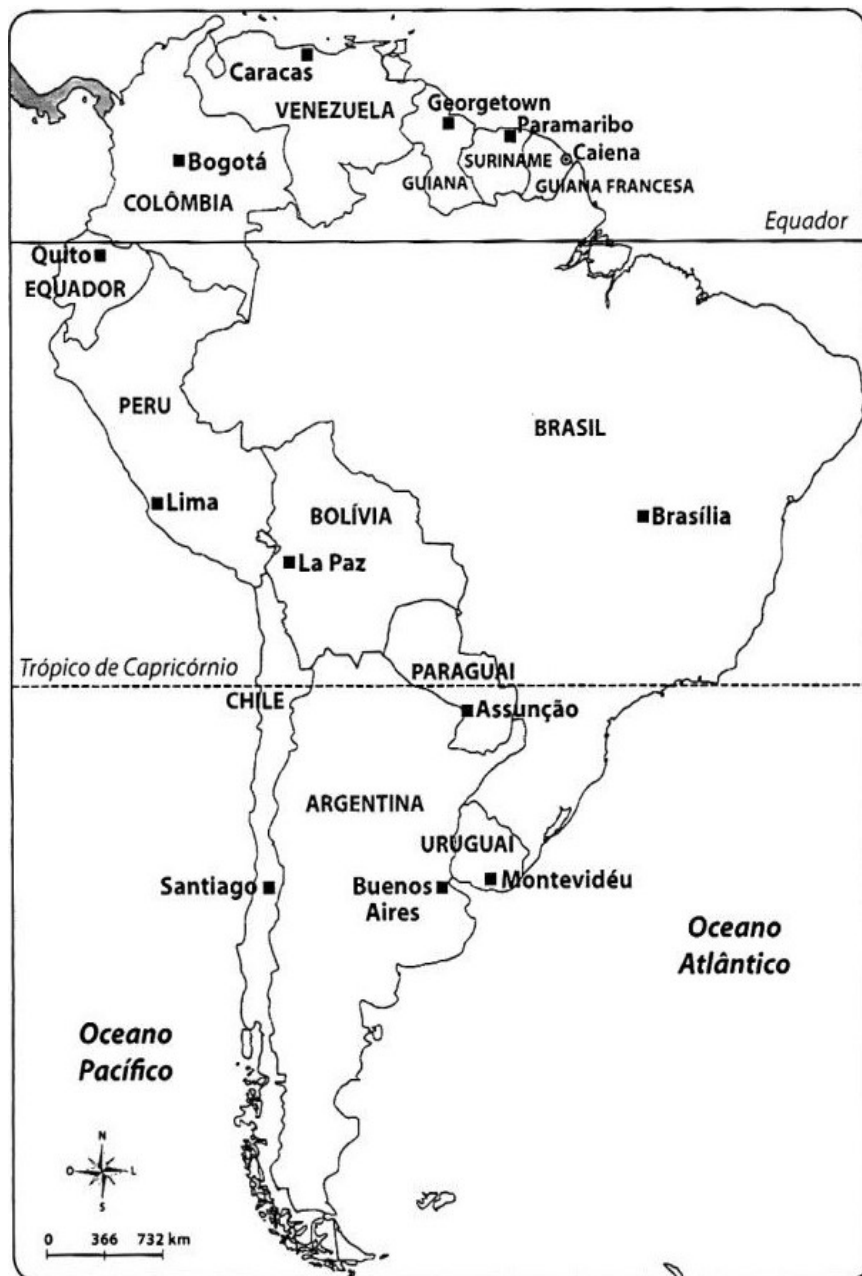 Caracas
VENEZUELA
Georgetown
Paramaribo
Bogotá
SURINAME
Caiena
GUIANA
GUIANA FRANCESA
COLÔMBIA
Equador
Quito
EQUADOR
PERU
BRASIL
Lima
BOLÍVIA
Brasília
La Paz
Trópico de Capricórnio
PARAGUAI
CHILE
Assunção
ARGENTINA
URUGUAI
Santiago
Buenos
Aires
Montevidéu
Oceano
Atlântico
Oceano
Pacífico
N
O
L
S
0 366 732 km